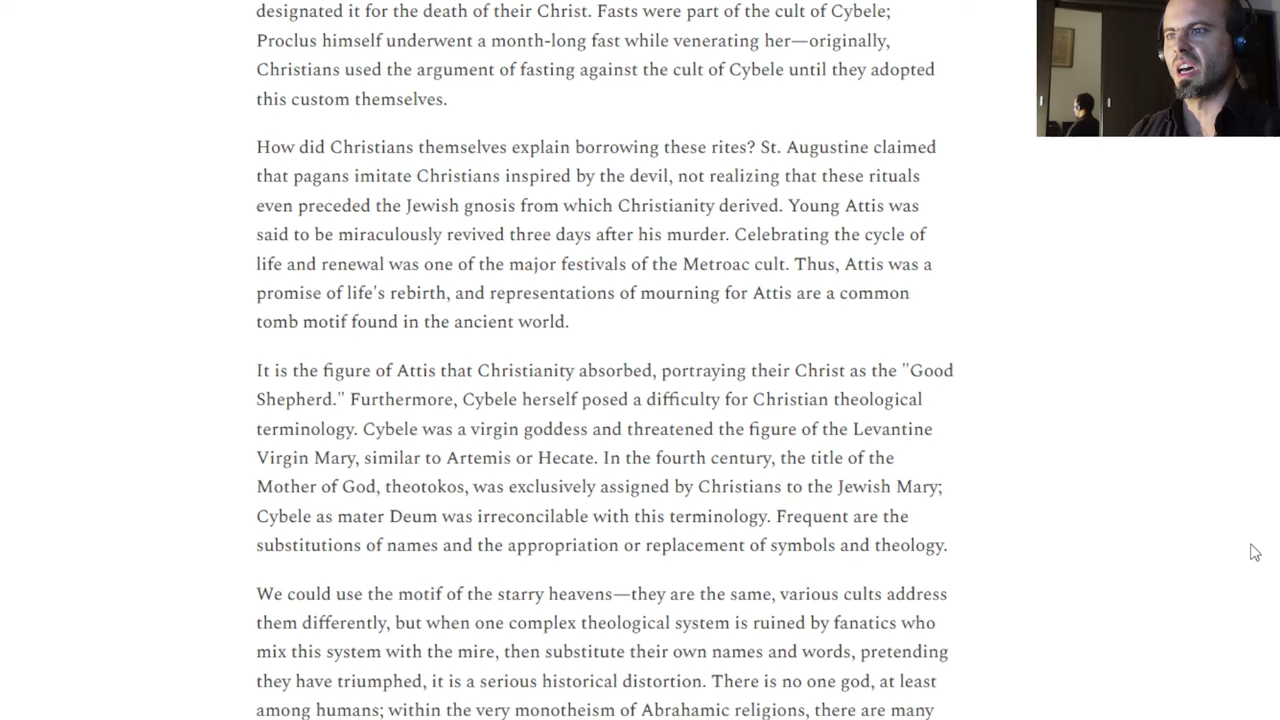 designated it for the death of their Christ. Fasts were part of the cult of Cybele;
Proclus himself underwent a month-long fast while venerating her—originally,
Christians used the argument of fasting against the cult of Cybele until they adopted
this custom themselves.
How did Christians themselves explain borrowing these rites? St. Augustine claimed
that pagans imitate Christians inspired by the devil, not realizing that these rituals
even preceded the Jewish gnosis from which Christianity derived. Young Attis was
said to be miraculously revived three days after his murder. Celebrating the cycle of
life and renewal was one of the major festivals of the Metroac cult. Thus, Attis was a
promise of life's rebirth, and representations of mourning for Attis are a common
tomb motif found in the ancient world.
It is the figure of Attis that Christianity absorbed, portraying their Christ as the "Good
Shepherd." Furthermore, Cybele herself posed a difficulty for Christian theological
terminology. Cybele was a virgin goddess and threatened the figure of the Levantine
Virgin Mary, similar to Artemis or Hecate. In the fourth century, the title of the
Mother of God, theotokos, was exclusively assigned by Christians to the Jewish Mary;
Cybele as mater Deum was irreconcilable with this terminology. Frequent are the
substitutions of names and the appropriation or replacement of symbols and theology.
We could use the motif of the starry heavens—they are the same, various cults address
them differently, but when one complex theological system is ruined by fanatics who
mix this system with the mire, then substitute their own names and words, pretending
they have triumphed, it is a serious historical distortion. There is no one god, at least
among humans; within the very monotheism of Abrahamic religions, there are many